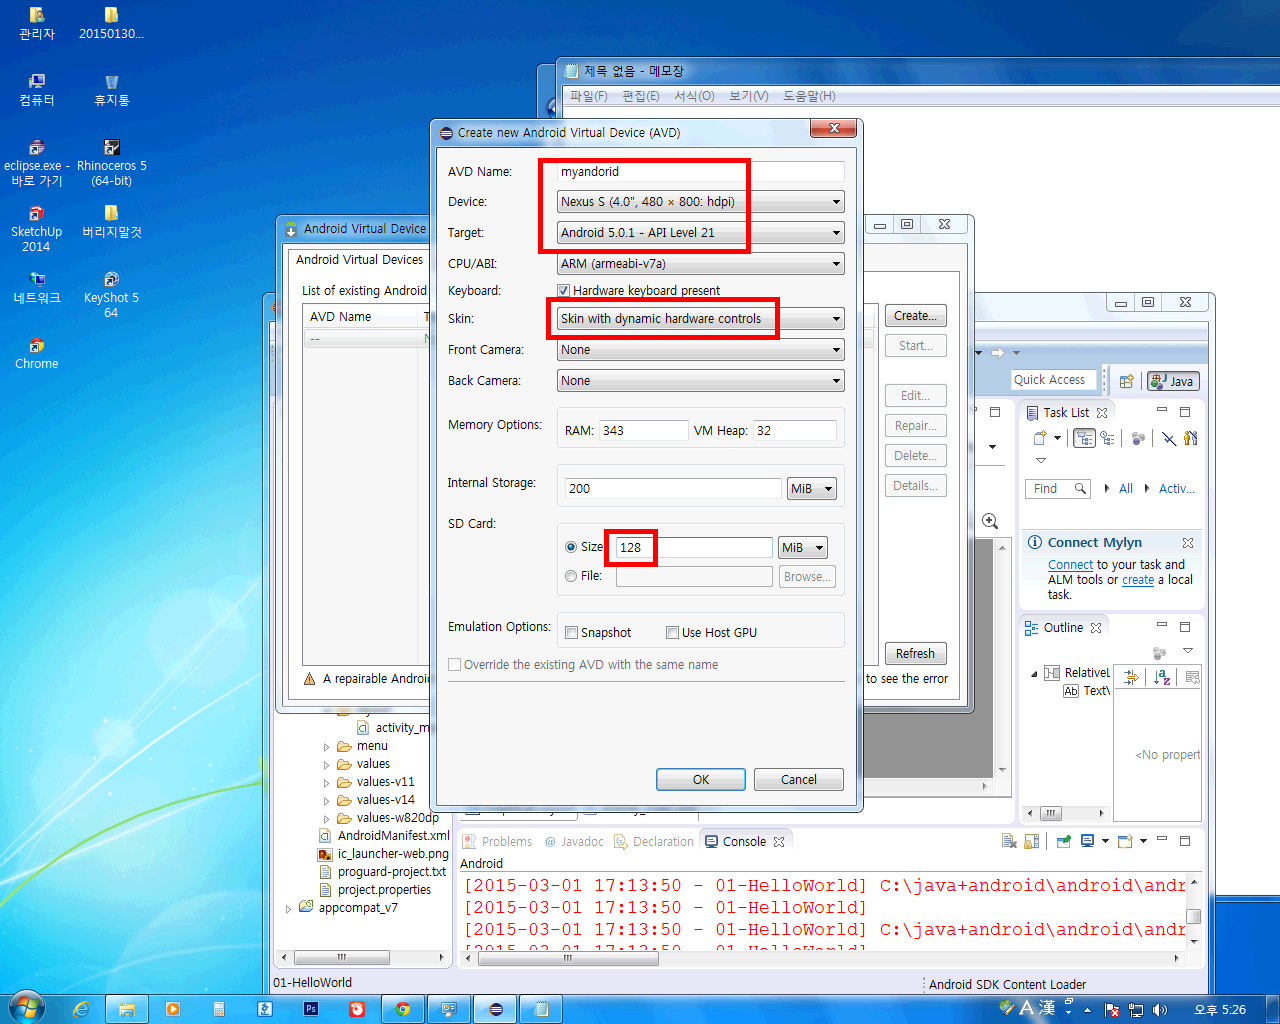 관리자
20150130...
컴퓨터
휴지통
eclipse.exe -
바로 가기
Rhinoceros 5
(64-bit)
SketchUp
2014
버리지말것
네트워크
KeyShot 5
64
Chrome
제목 없음 - 메모장
파일(F) 편집(E) 서식(O) 보기(V) 도움말(H)
Create new Android Virtual Device (AVD)
AVD Name: myandorid
Device: Nexus S (4.0", 480 × 800: hdpi)
Target: Android 5.0.1 - API Level 21
CPU/ABI: ARM (armeabi-v7a)
Keyboard: Hardware keyboard present
Skin: Skin with dynamic hardware controls
Front Camera: None
Back Camera: None
Memory Options: RAM: 343 VM Heap: 32
Internal Storage: 200 MiB
SD Card:
Size 128 MiB
File: Browse...
Emulation Options: Snapshot Use Host GPU
Override the existing AVD with the same name
OK Cancel
Android Virtual Device
Android Virtual Devices
List of existing Android
AVD Name
--
Create...
Start...
Edit...
Repair...
Delete...
Details...
Refresh
A repairable Android
to see the error
Quick Access
Java
Task List
Find All Activ...
Connect Mylyn
Connect to your task and
ALM tools or create a local
task.
Outline
RelativeL
Ab Text
<No propert
activity_m
menu
values
values-v11
values-v14
values-w820dp
AndroidManifest.xml
ic_launcher-web.png
proguard-project.txt
project.properties
appcompat_v7
Problems @ Javadoc Declaration Console
Android
[2015-03-01 17:13:50 - 01-HelloWorld] C:\java+android\android\andr
[2015-03-01 17:13:50 - 01-HelloWorld]
[2015-03-01 17:13:50 - 01-HelloWorld] C:\java+android\android\andr
[2015-03-01 17:13:50 - 01-HelloWorld]
01-HelloWorld
Android SDK Content Loader
Ps
A 漢
오후 5:26